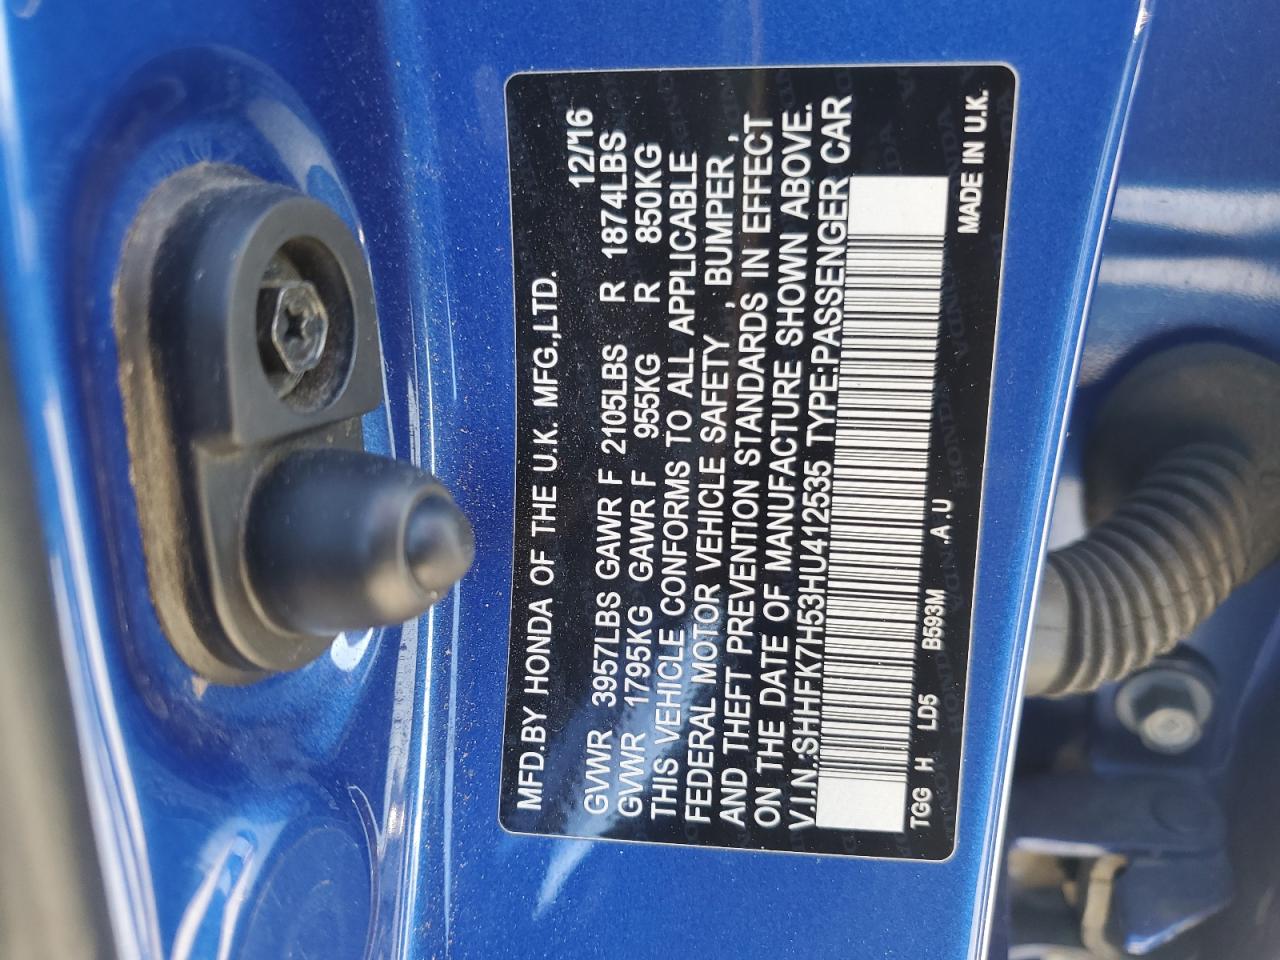 MFD.BY HONDA OF THE U.K. MFG.,LTD.
12/16
GVWR 3957LBS GAWR F 2105LBS R 1874LBS
GVWR 1795KG GAWR F 955KG R 850KG
THIS VEHICLE CONFORMS TO ALL APPLICABLE
FEDERAL MOTOR VEHICLE SAFETY , BUMPER ,
AND THEFT PREVENTION STANDARDS IN EFFECT
ON THE DATE OF MANUFACTURE SHOWN ABOVE.
V.I.N.:SHHFK7H53HU412535 TYPE:PASSENGER CAR
TGG H LD5 B593M .A.U MADE IN U.K.